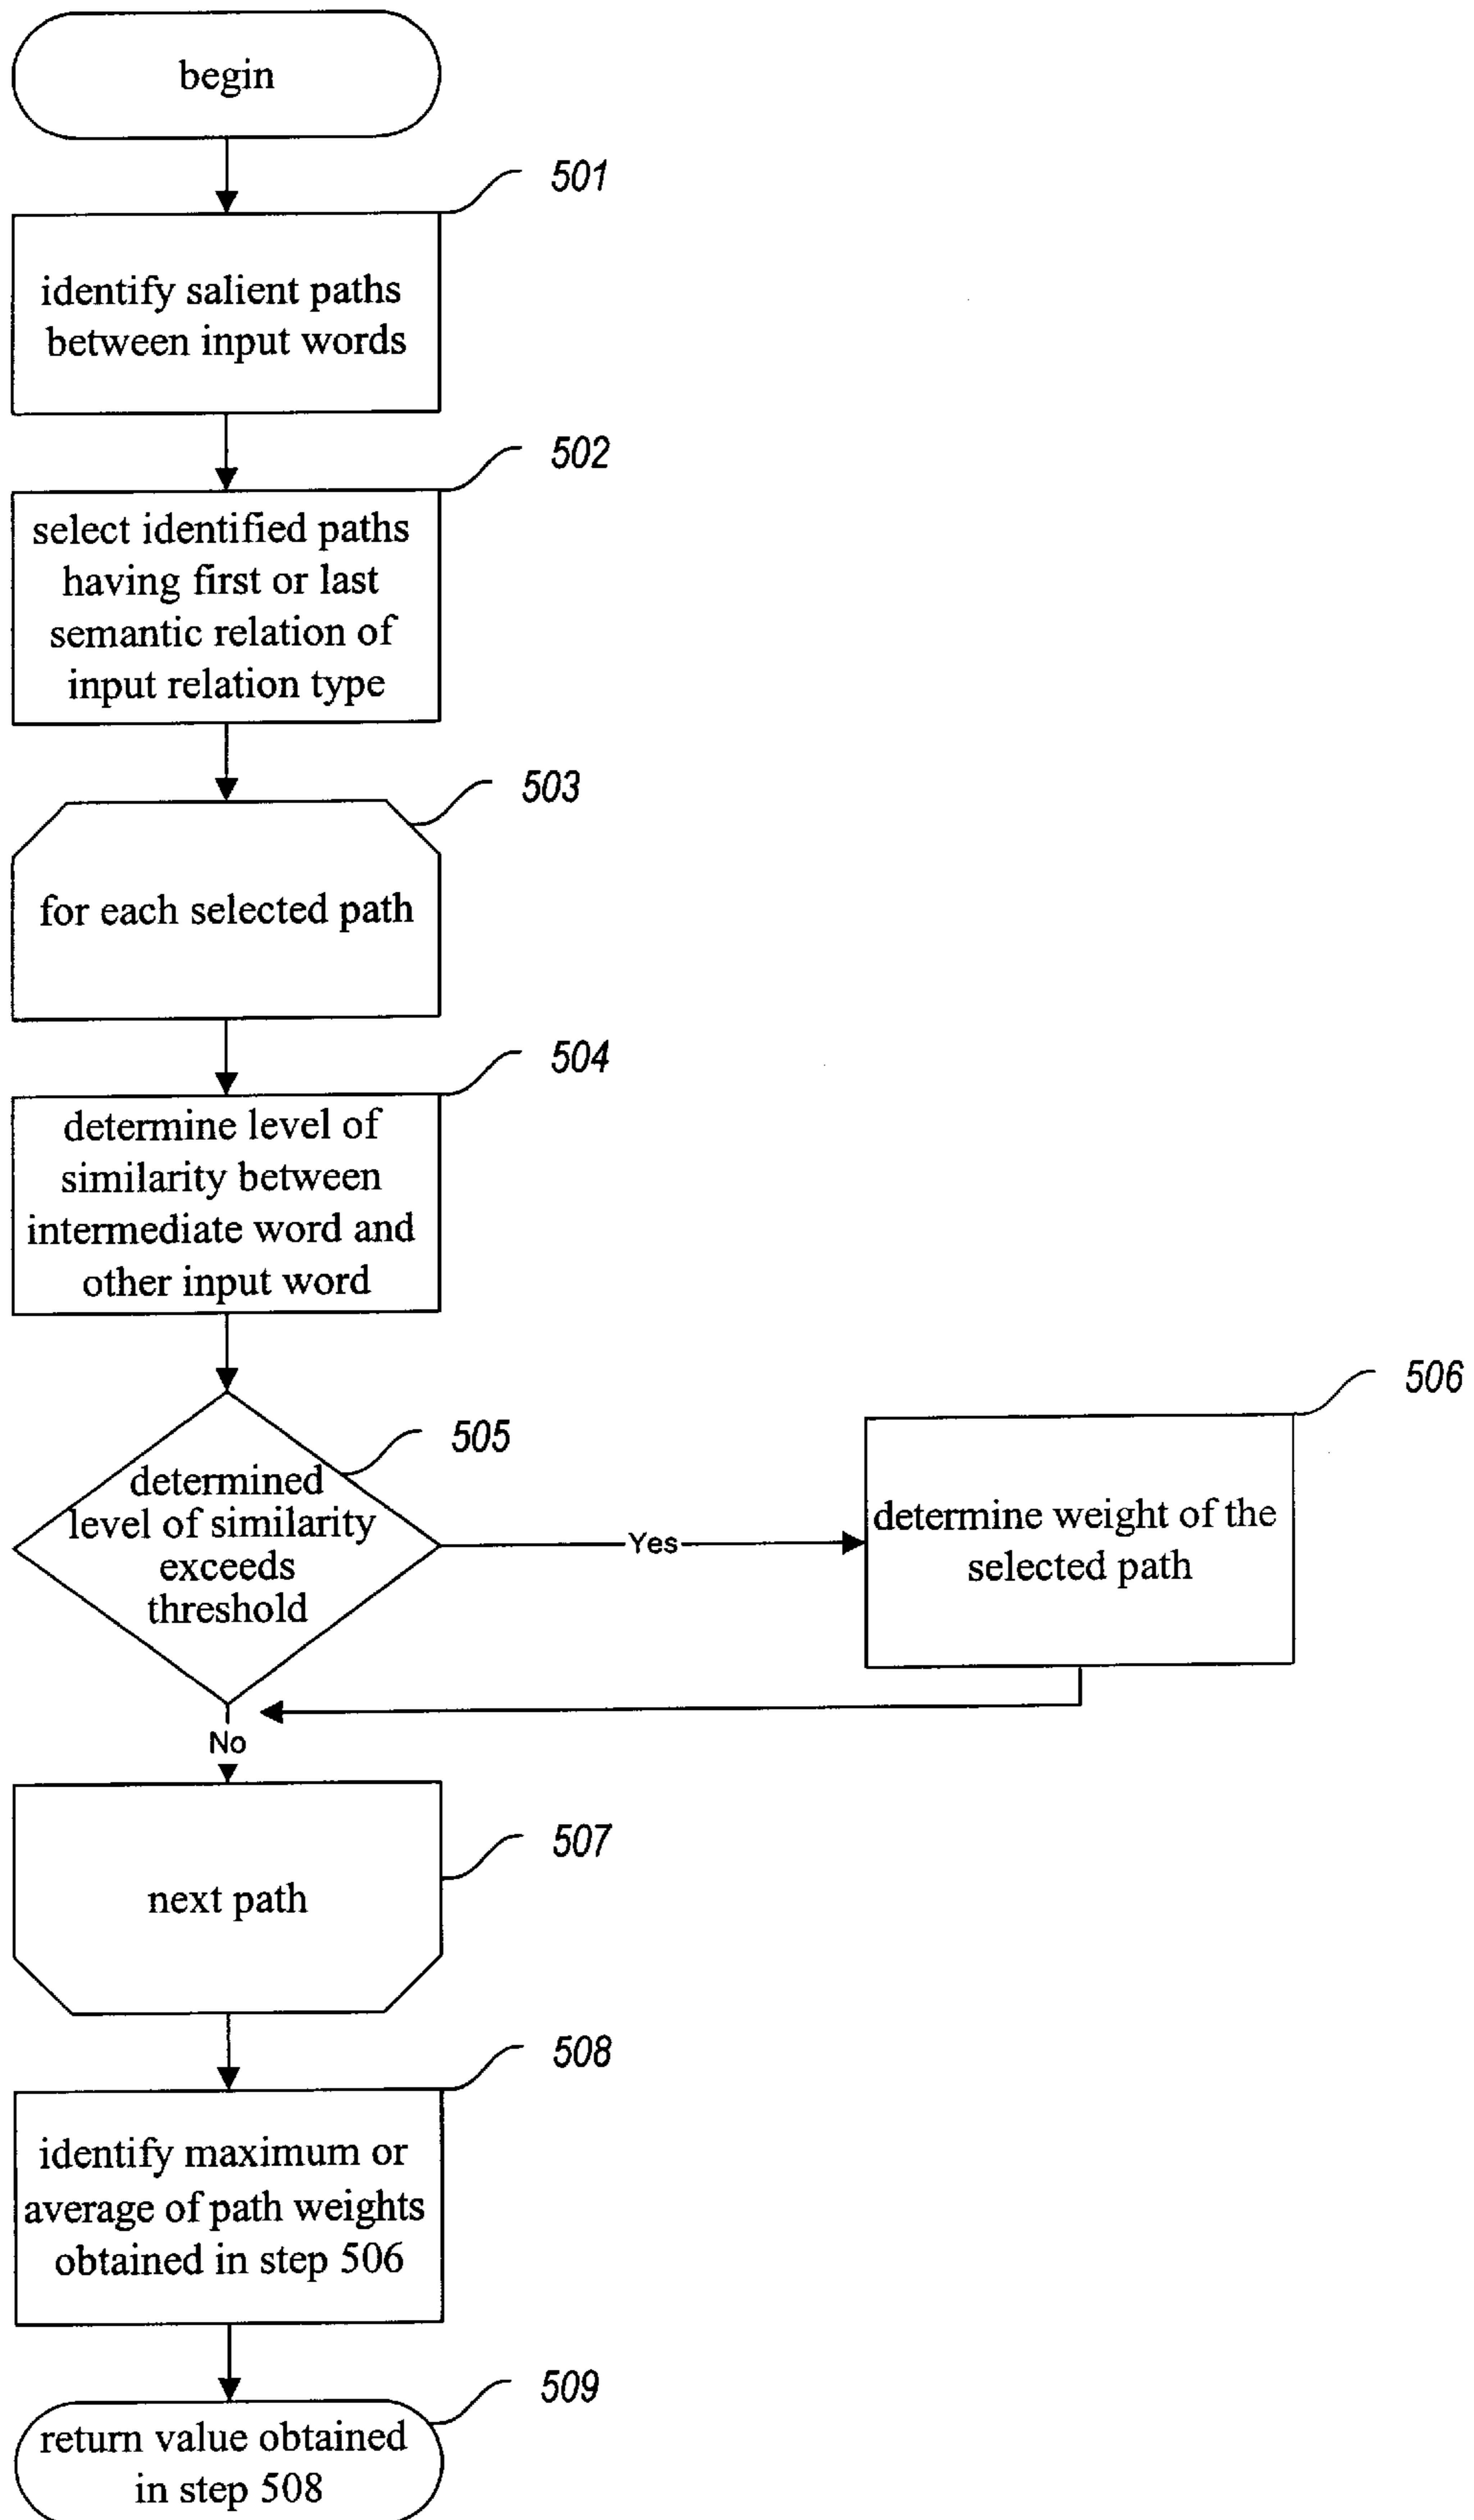 begin
501
identify salient paths
between input words
502
select identified paths
having first or last
semantic relation of
input relation type
503
for each selected path
504
determine level of
similarity between
intermediate word and
other input word
505
determined
level of similarity
exceeds
threshold
Yes
506
determine weight of the
selected path
No
507
next path
508
identify maximum or
average of path weights
obtained in step 506
509
return value obtained
in step 508